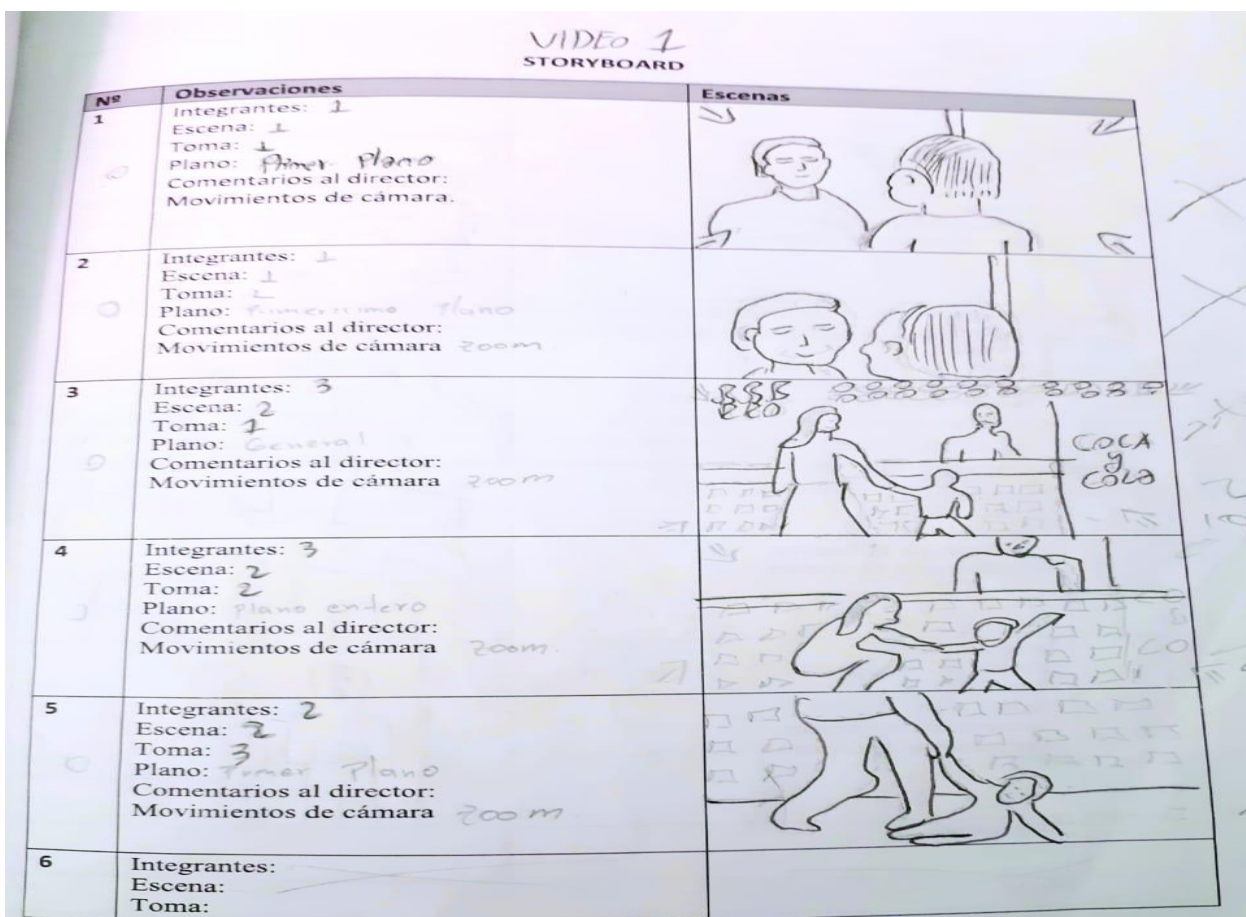 VIDEO 1
STORYBOARD
Nº Observaciones Escenas
1 Integrantes: 1
Escena: 1
Toma: 1
Plano: Primer Plano
Comentarios al director:
Movimientos de cámara.
2 Integrantes: 1
Escena: 1
Toma: 2
Plano: Primerisimo Plano
Comentarios al director:
Movimientos de cámara zoom
3 Integrantes: 3
Escena: 2
Toma: 1
Plano: General
Comentarios al director:
Movimientos de cámara zoom
COCA
y
COLA
4 Integrantes: 3
Escena: 2
Toma: 2
Plano: Plano entero
Comentarios al director:
Movimientos de cámara zoom.
CO
5 Integrantes: 2
Escena: 2
Toma: 3
Plano: Primer Plano
Comentarios al director:
Movimientos de cámara zoom
6 Integrantes:
Escena:
Toma: